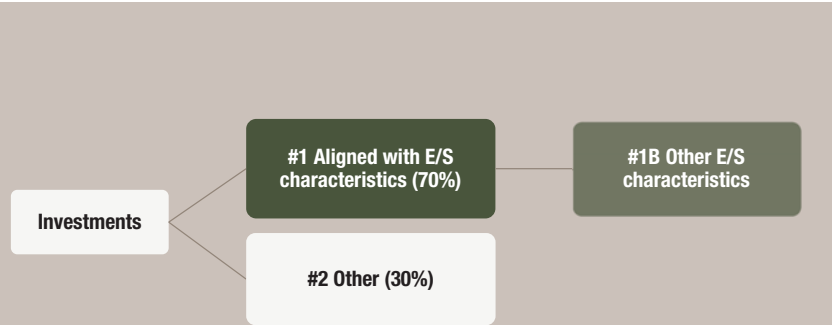 Investments
#1 Aligned with E/S
characteristics (70%)
#1B Other E/S
characteristics
#2 Other (30%)